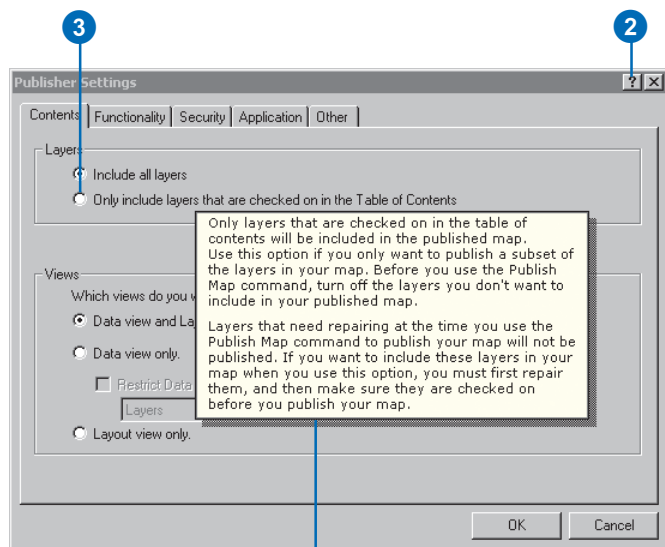 3
2
Publisher Settings
?
Contents
Functionality
Security
Application
Other
Layers
Include all layers
Only include layers that are checked on in the Table of Contents
Only layers that are checked on in the table of
contents will be included in the published map.
Use this option if you only want to publish a subset of
the layers in your map. Before you use the Publish
Map command, turn off the layers you don't want to
include in your published map.
Layers that need repairing at the time you use the
Publish Map command to publish your map will not be
published. If you want to include these layers in your
map when you use this option, you must first repair
them, and then make sure they are checked on
before you publish your map.
Views
Which views do you
Data view and
Data view only.
Restrict Data
Layers
Layout view only.
OK
Cancel